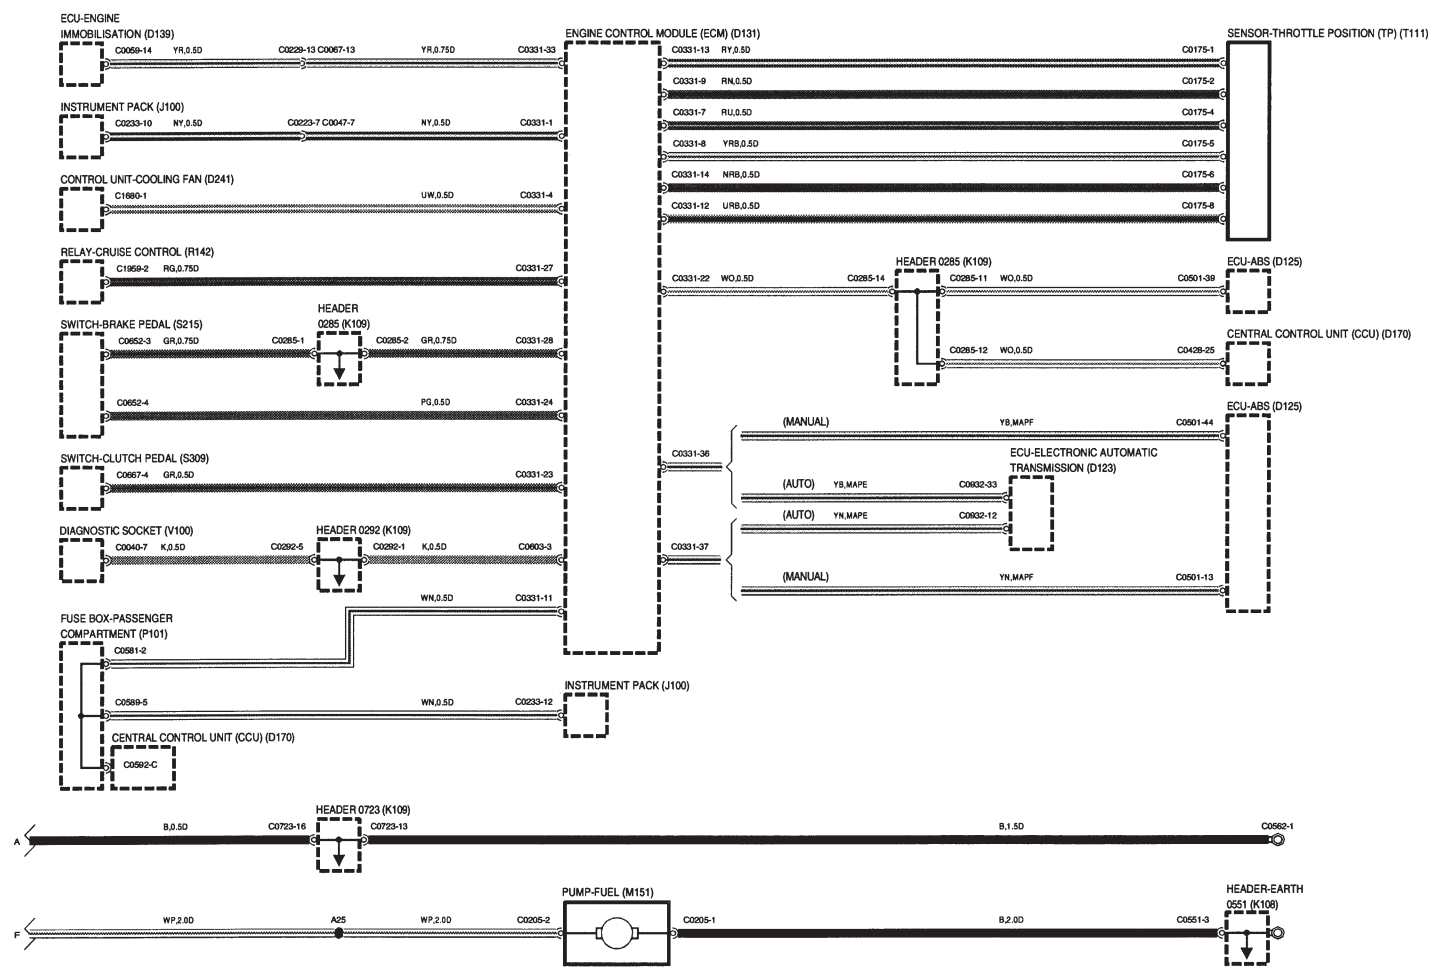 ECU-ENGINE
IMMOBILISATION (D139)
C0059-14 YR,0.5D C0229-13 C0067-13 YR,0.75D C0331-33
INSTRUMENT PACK (J100)
C0233-10 NY,0.5D C0223-7 C0047-7 NY,0.5D C0331-1
CONTROL UNIT-COOLING FAN (D241)
C1680-1 UW,0.5D C0331-4
RELAY-CRUISE CONTROL (R142)
C1959-2 RG,0.75D C0331-27
SWITCH-BRAKE PEDAL (S215)
HEADER
0285 (K109)
C0652-3 GR,0.75D C0285-1 C0285-2 GR,0.75D C0331-28
C0652-4 PG,0.5D C0331-24
SWITCH-CLUTCH PEDAL (S309)
C0667-4 GR,0.5D C0331-23
DIAGNOSTIC SOCKET (V100)
HEADER 0292 (K109)
C0040-7 K,0.5D C0292-5 C0292-1 K,0.5D C0603-3
WN,0.5D C0331-11
FUSE BOX-PASSENGER
COMPARTMENT (P101)
C0581-2
C0589-5 WN,0.5D C0233-12
INSTRUMENT PACK (J100)
CENTRAL CONTROL UNIT (CCU) (D170)
C0592-C
ENGINE CONTROL MODULE (ECM) (D131)
SENSOR-THROTTLE POSITION (TP) (T111)
C0331-13 RY,0.5D C0175-1
C0331-9 RN,0.5D C0175-2
C0331-7 RU,0.5D C0175-4
C0331-8 YRB,0.5D C0175-5
C0331-14 NRB,0.5D C0175-6
C0331-12 URB,0.5D C0175-8
HEADER 0285 (K109)
ECU-ABS (D125)
C0331-22 WO,0.5D C0285-14 C0285-11 WO,0.5D C0501-39
CENTRAL CONTROL UNIT (CCU) (D170)
C0285-12 WO,0.5D C0428-25
ECU-ABS (D125)
(MANUAL) YB,MAPF C0501-44
C0331-36
ECU-ELECTRONIC AUTOMATIC
TRANSMISSION (D123)
(AUTO) YB,MAPE C0932-33
(AUTO) YN,MAPE C0932-12
C0331-37
(MANUAL) YN,MAPF C0501-13
HEADER 0723 (K109)
A B,0.5D C0723-16 C0723-13 B,1.5D C0562-1
PUMP-FUEL (M151)
HEADER-EARTH
0551 (K108)
F WP,2.0D A25 WP,2.0D C0205-2 C0205-1 B,2.0D C0551-3